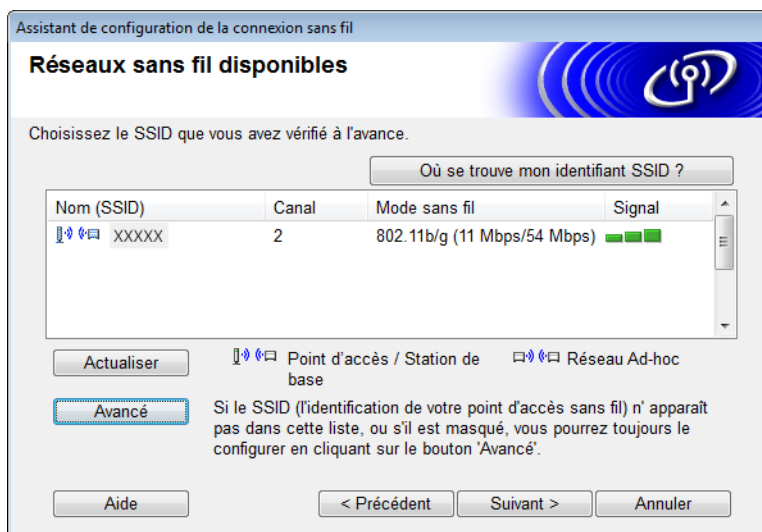 Assistant de configuration de la connexion sans fil
Réseaux sans fil disponibles
Choisissez le SSID que vous avez vérifié à l'avance.
Où se trouve mon identifiant SSID ?
Nom (SSID) Canal Mode sans fil Signal
XXXXX 2 802.11b/g (11 Mbps/54 Mbps)
Actualiser
Point d'accès / Station de
base
Réseau Ad-hoc
Avancé
Si le SSID (l'identification de votre point d'accès sans fil) n' apparaît
pas dans cette liste, ou s'il est masqué, vous pourrez toujours le
configurer en cliquant sur le bouton 'Avancé'.
Aide < Précédent Suivant > Annuler